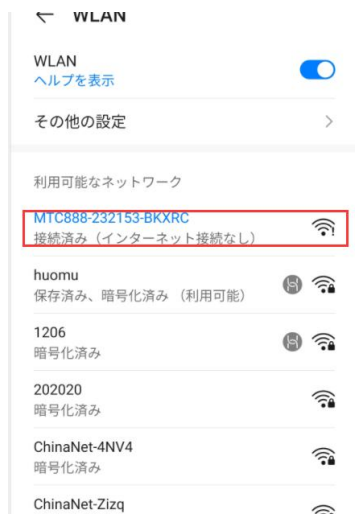 WLAN
WLAN
ヘルプを表示
その他の設定
利用可能なネットワーク
MTC888-232153-BKXRC
接続済み（インターネット接続なし）
huomu
保存済み、暗号化済み （利用可能）
1206
暗号化済み
202020
暗号化済み
ChinaNet-4NV4
暗号化済み
ChinaNet-Zizq